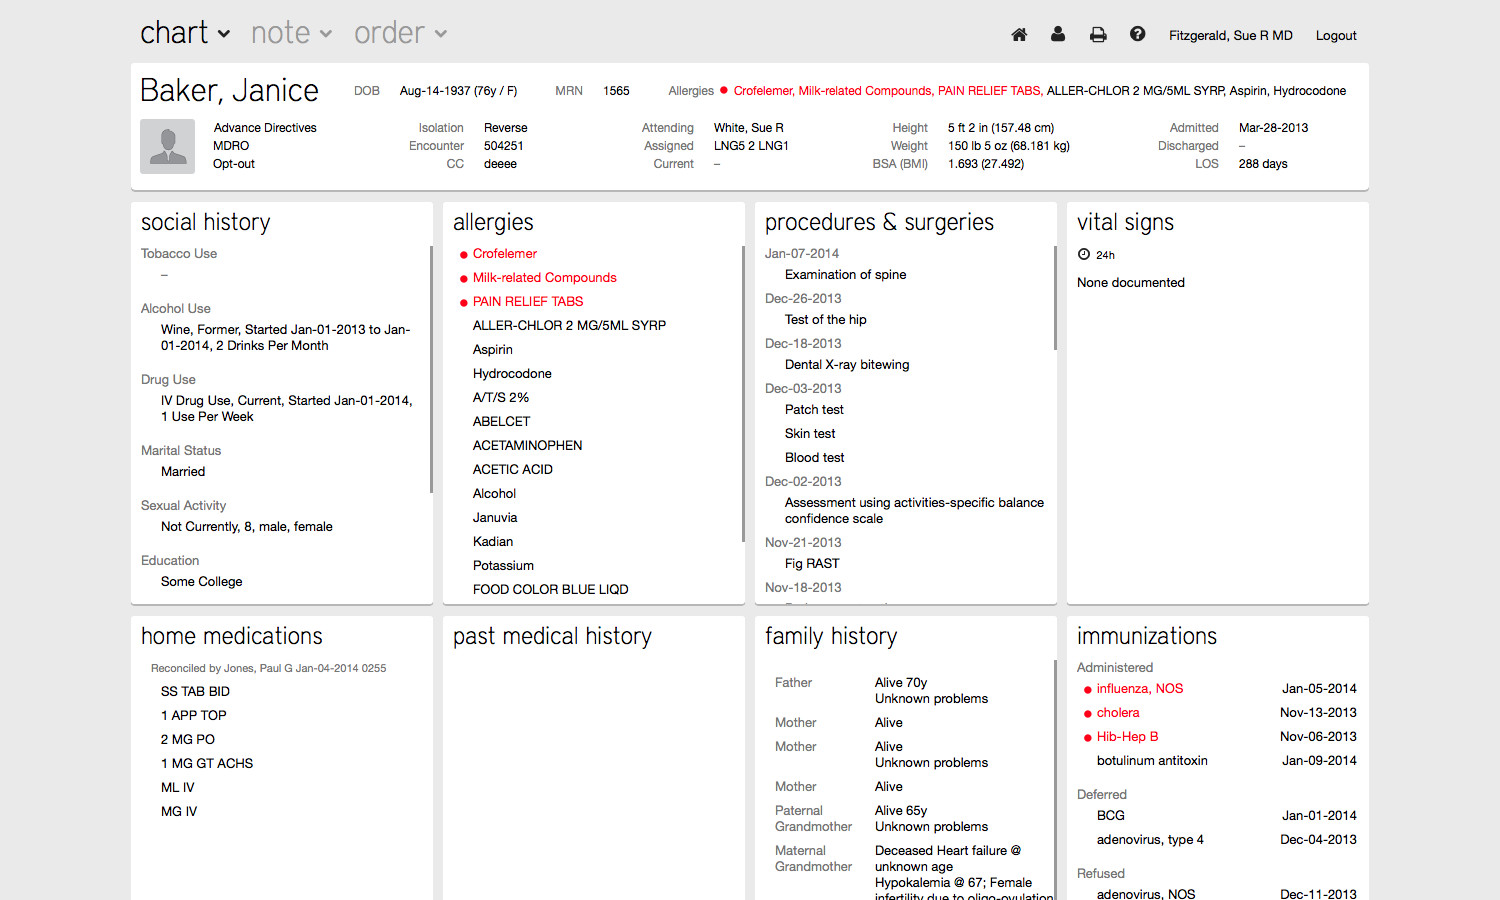 chart note order
Fitzgerald, Sue R MD Logout
Baker, Janice DOB Aug-14-1937 (76y / F) MRN 1565 Allergies Crofelemer, Milk-related Compounds, PAIN RELIEF TABS, ALLER-CHLOR 2 MG/5ML SYRP, Aspirin, Hydrocodone
Advance Directives Isolation Reverse Attending White, Sue R Height 5 ft 2 in (157.48 cm) Admitted Mar-28-2013
MDRO Encounter 504251 Assigned LNG5 2 LNG1 Weight 150 lb 5 oz (68.181 kg) Discharged –
Opt-out CC deeee Current – BSA (BMI) 1.693 (27.492) LOS 288 days
social history
Tobacco Use
–
Alcohol Use
Wine, Former, Started Jan-01-2013 to Jan-
01-2014, 2 Drinks Per Month
Drug Use
IV Drug Use, Current, Started Jan-01-2014,
1 Use Per Week
Marital Status
Married
Sexual Activity
Not Currently, 8, male, female
Education
Some College
allergies
Crofelemer
Milk-related Compounds
PAIN RELIEF TABS
ALLER-CHLOR 2 MG/5ML SYRP
Aspirin
Hydrocodone
A/T/S 2%
ABELCET
ACETAMINOPHEN
ACETIC ACID
Alcohol
Januvia
Kadian
Potassium
FOOD COLOR BLUE LIQD
procedures & surgeries
Jan-07-2014
Examination of spine
Dec-26-2013
Test of the hip
Dec-18-2013
Dental X-ray bitewing
Dec-03-2013
Patch test
Skin test
Blood test
Dec-02-2013
Assessment using activities-specific balance
confidence scale
Nov-21-2013
Fig RAST
Nov-18-2013
vital signs
24h
None documented
home medications
Reconciled by Jones, Paul G Jan-04-2014 0255
SS TAB BID
1 APP TOP
2 MG PO
1 MG GT ACHS
ML IV
MG IV
past medical history
family history
Father Alive 70y
Unknown problems
Mother Alive
Mother Alive
Unknown problems
Mother Alive
Paternal Alive 65y
Grandmother Unknown problems
Maternal Deceased Heart failure @
Grandmother unknown age
Hypokalemia @ 67; Female
infertility due to oligo-ovulation
immunizations
Administered
influenza, NOS Jan-05-2014
cholera Nov-13-2013
Hib-Hep B Nov-06-2013
botulinum antitoxin Jan-09-2014
Deferred
BCG Jan-01-2014
adenovirus, type 4 Dec-04-2013
Refused
adenovirus, NOS Dec-11-2013